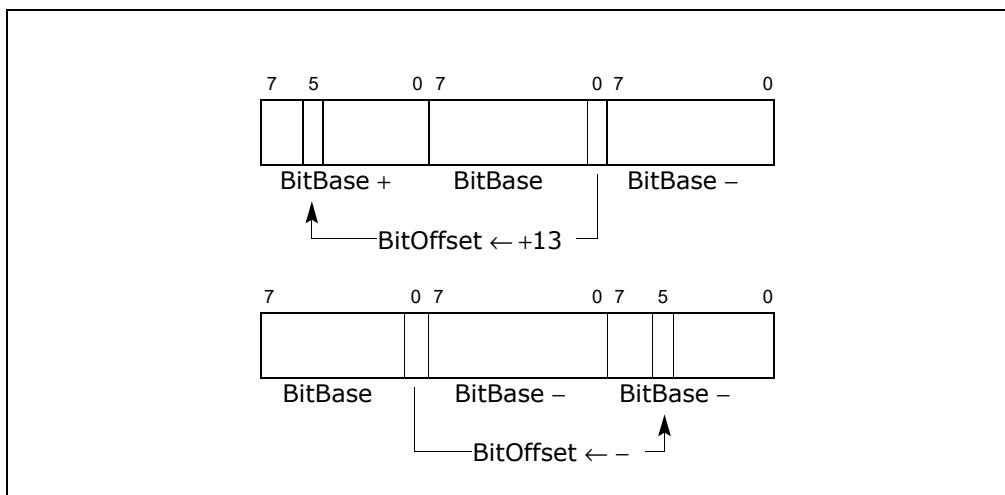 7 5 0 7 0 7 0
BitBase + BitBase BitBase −
BitOffset ← +13
7 0 7 0 7 5 0
BitBase BitBase − BitBase −
BitOffset ← −